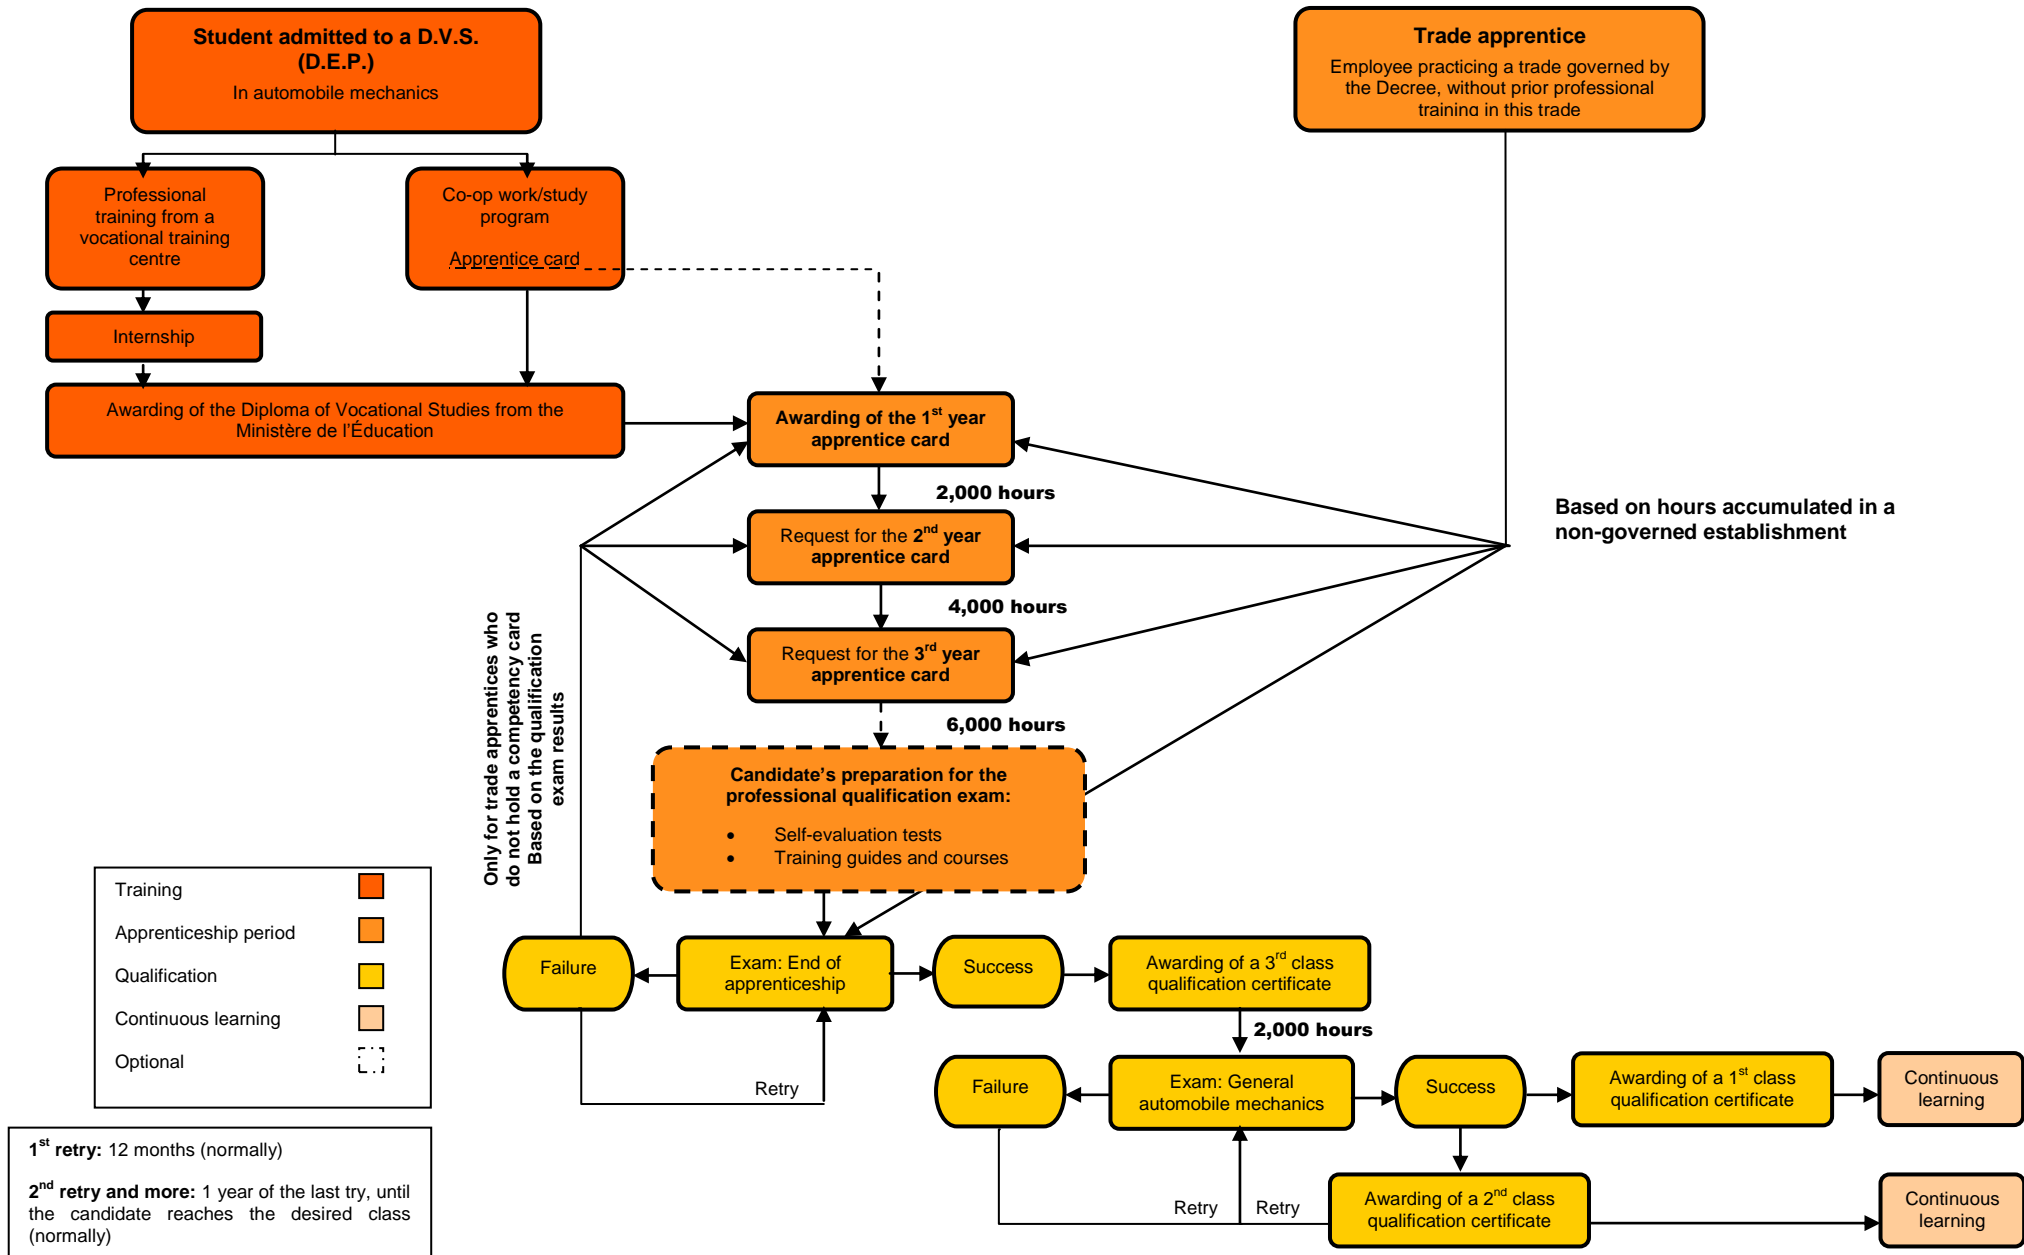 Student admitted to a D.V.S.
(D.E.P.)
In automobile mechanics
Trade apprentice
Employee practicing a trade governed by
the Decree, without prior professional
training in this trade
Professional
training from a
vocational training
centre
Co-op work/study
program
Apprentice card
Internship
Awarding of the Diploma of Vocational Studies from the
Ministère de l'Éducation
Awarding of the 1st year
apprentice card
2,000 hours
Based on hours accumulated in a
non-governed establishment
Request for the 2nd year
apprentice card
4,000 hours
Request for the 3rd year
apprentice card
6,000 hours
Only for trade apprentices who
do not hold a competency card
Based on the qualification
exam results
Candidate's preparation for the
professional qualification exam:
• Self-evaluation tests
• Training guides and courses
Training
Apprenticeship period
Qualification
Continuous learning
Optional
Failure
Exam: End of
apprenticeship
Success
Awarding of a 3rd class
qualification certificate
Retry
2,000 hours
Failure
Exam: General
automobile mechanics
Success
Awarding of a 1st class
qualification certificate
Continuous
learning
Retry
Retry
Awarding of a 2nd class
qualification certificate
Continuous
learning
1st retry: 12 months (normally)
2nd retry and more: 1 year of the last try, until
the candidate reaches the desired class
(normally)